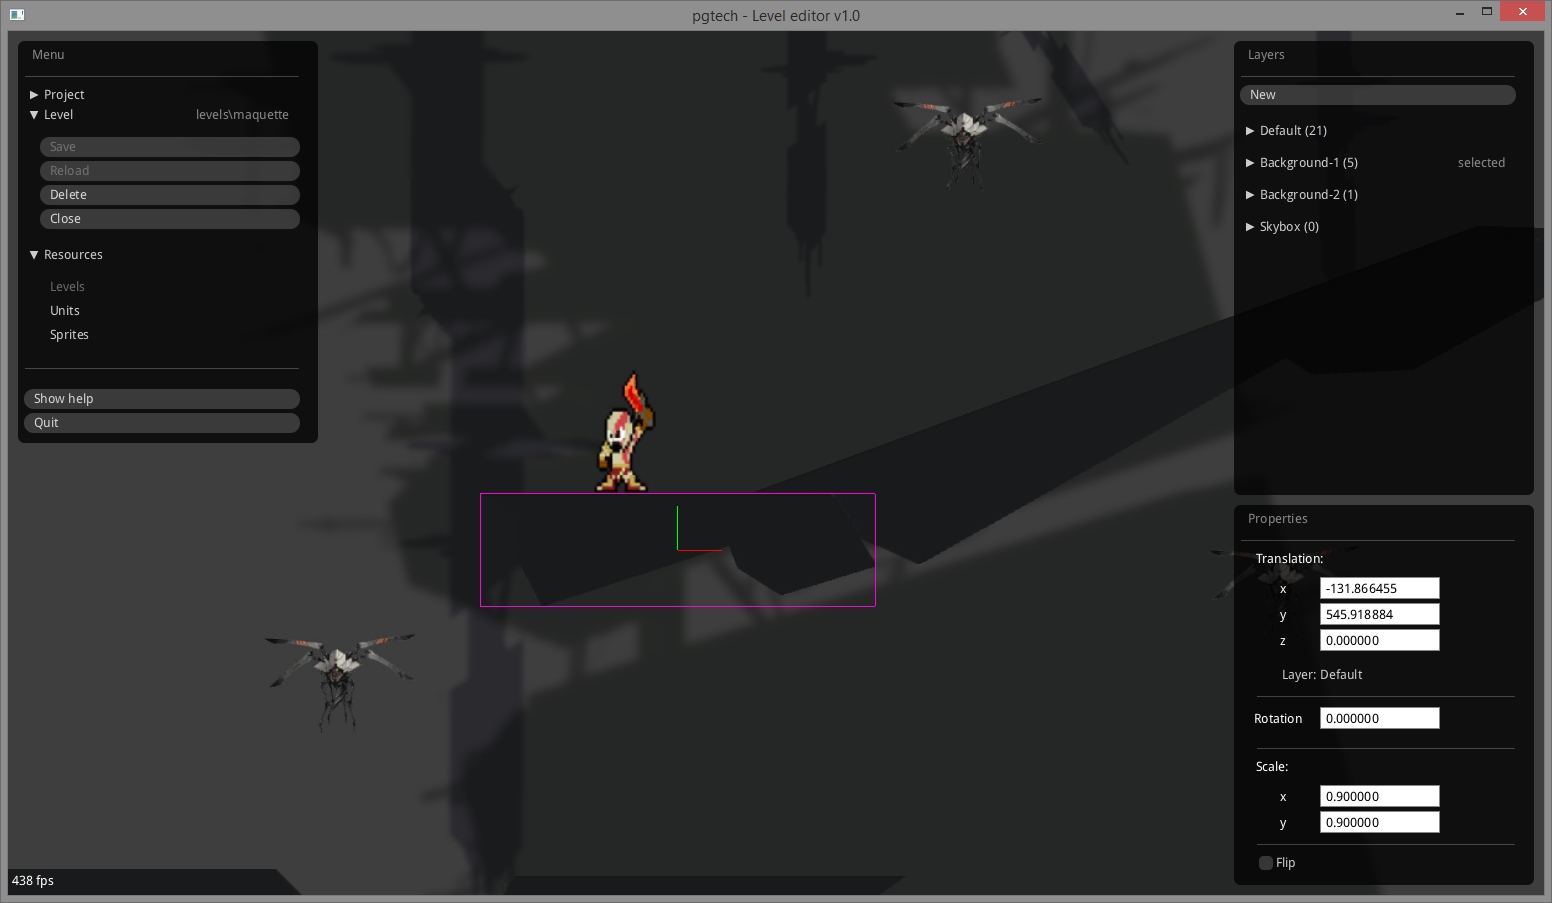 pgtech - Level editor v1.0
Menu
Project
Level levels\maquette
Save
Reload
Delete
Close
Resources
Levels
Units
Sprites
Show help
Quit
438 fps
Layers
New
Default (21)
Background-1 (5) selected
Background-2 (1)
Skybox (0)
Properties
Translation:
x -131.866455
y 545.918884
z 0.000000
Layer: Default
Rotation 0.000000
Scale:
x 0.900000
y 0.900000
Flip